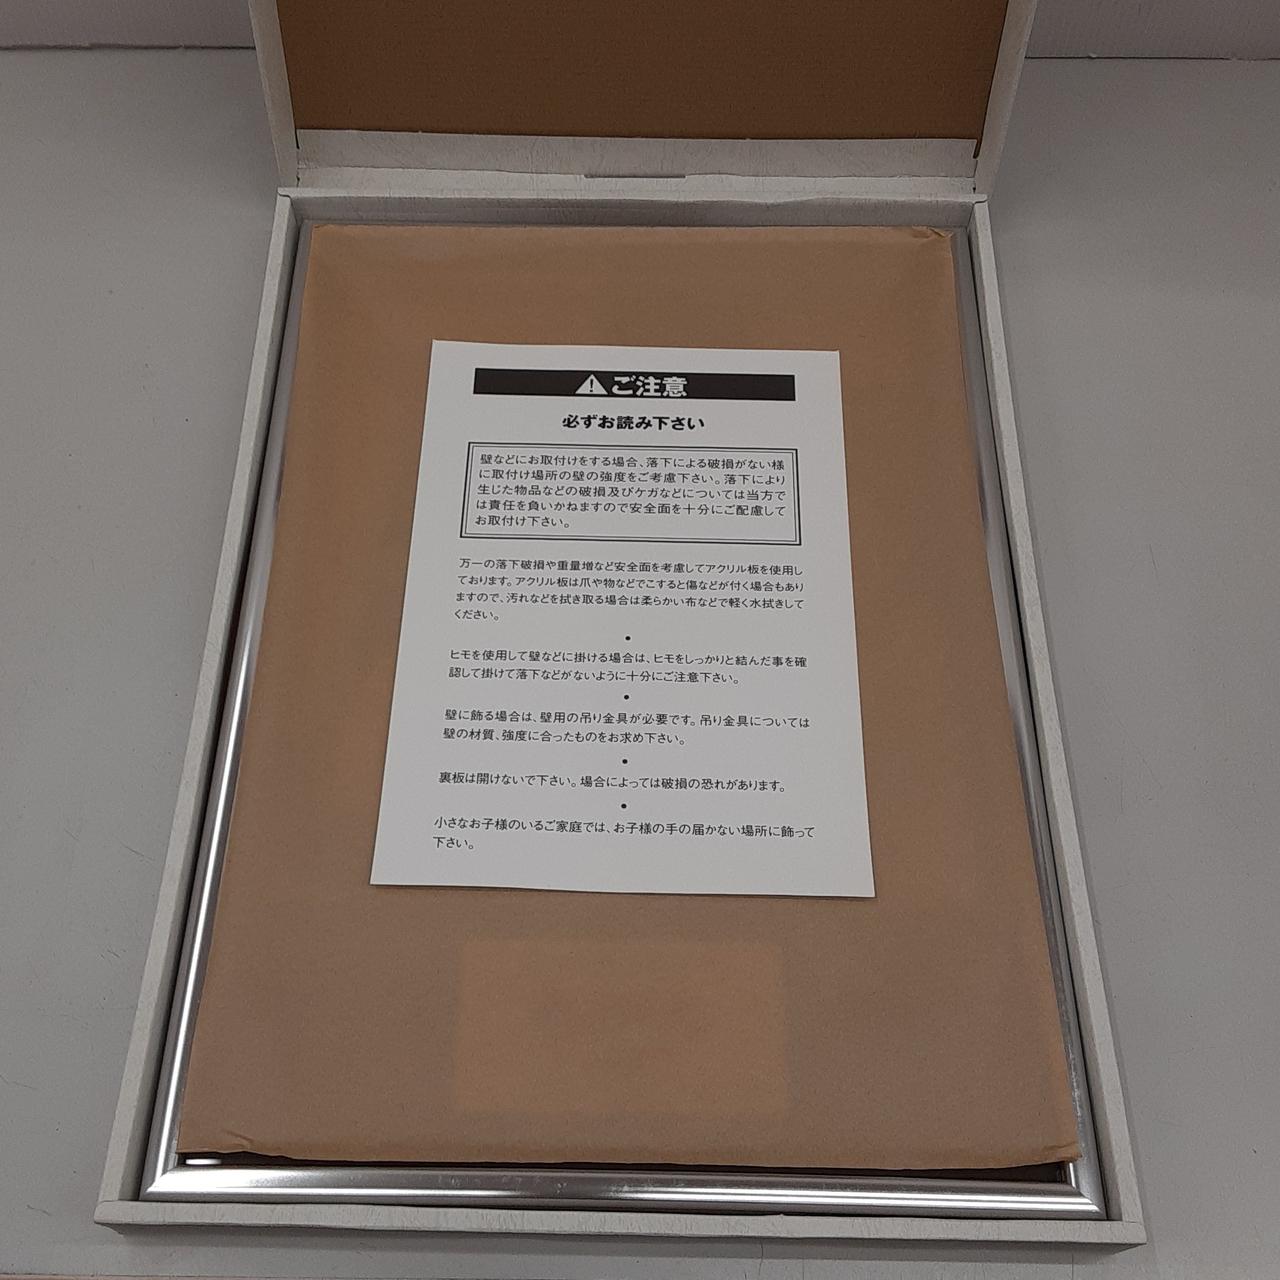 ご注意
必ずお読み下さい
壁などにお取付けをする場合、落下による破損がない様
に取付け場所の壁の強度をご考慮下さい。落下により
生じた物品などの破損及びケガなどについては当方で
は責任を負いかねますので安全面を十分にご配慮して
お取付け下さい。
万一の落下破損や重量増など安全面を考慮してアクリル板を使用し
ております。アクリル板は爪や物などでこすると傷などが付く場合もあり
ますので、汚れなどを拭き取る場合は柔らかい布などで軽く水拭きして
ください。
•
ヒモを使用して壁などに掛ける場合は、ヒモをしっかりと結んだ事を確
認して掛けて落下などがないように十分にご注意下さい。
•
壁に飾る場合は、壁用の吊り金具が必要です。吊り金具については
壁の材質、強度に合ったものをお求め下さい。
•
裏板は開けないで下さい。場合によっては破損の恐れがあります。
•
小さなお子様のいるご家庭では、お子様の手の届かない場所に飾って
下さい。